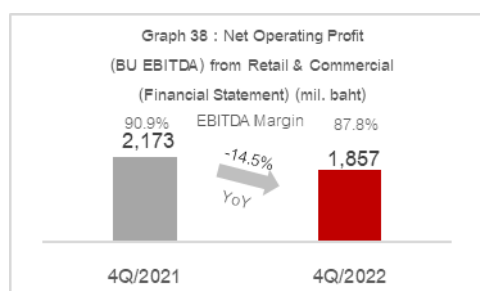 Graph 38 : Net Operating Profit
(BU EBITDA) from Retail & Commercial
(Financial Statement) (mil. baht)
90.9% EBITDA Margin 87.8%
2,173
-14.5%
1,857
YoY
4Q/2021 4Q/2022